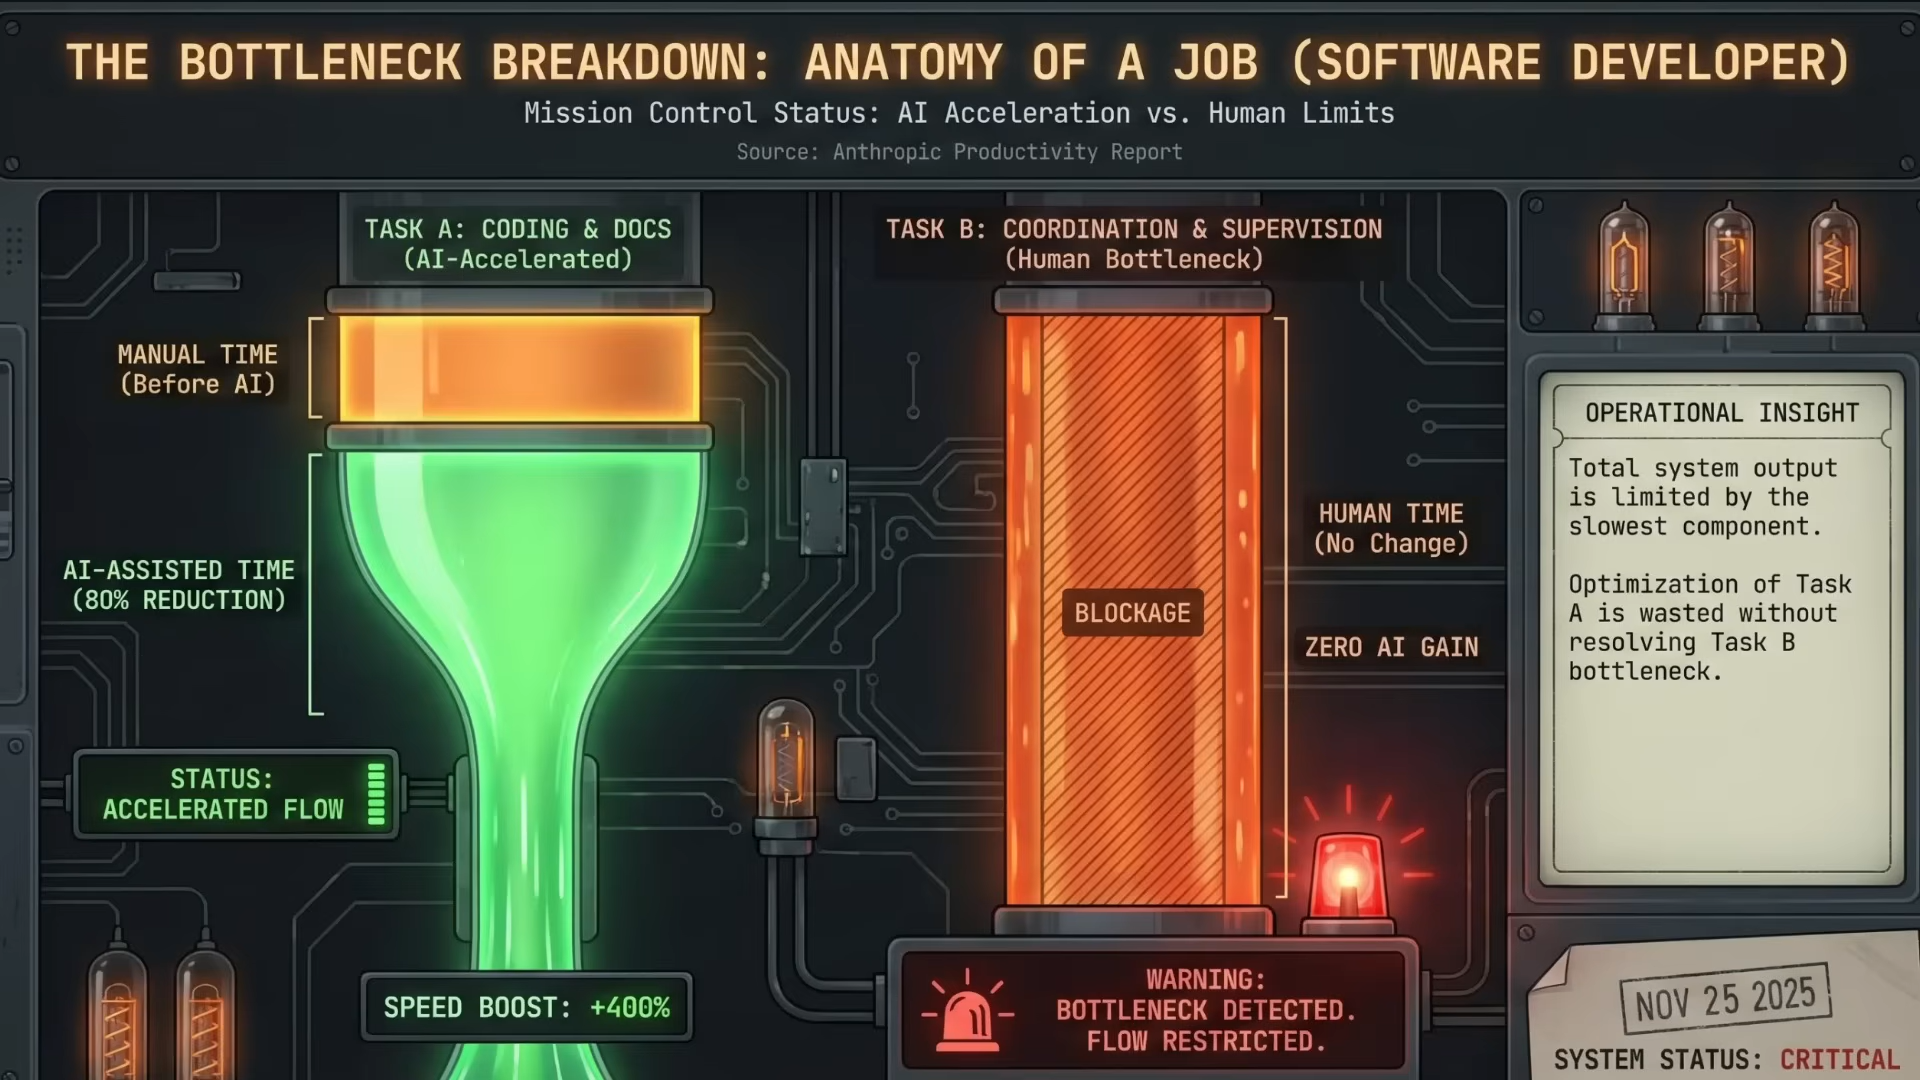 THE BOTTLENECK BREAKDOWN: ANATOMY OF A JOB (SOFTWARE DEVELOPER)
Mission Control Status: AI Acceleration vs. Human Limits
Source: Anthropic Productivity Report
TASK A: CODING & DOCS
(AI-Accelerated)
MANUAL TIME
(Before AI)
AI-ASSISTED TIME
(80% REDUCTION)
STATUS:
ACCELERATED FLOW
SPEED BOOST: +400%
TASK B: COORDINATION & SUPERVISION
(Human Bottleneck)
BLOCKAGE
HUMAN TIME
(No Change)
ZERO AI GAIN
WARNING:
BOTTLENECK DETECTED.
FLOW RESTRICTED.
OPERATIONAL INSIGHT
Total system output
is limited by the
slowest component.
Optimization of Task
A is wasted without
resolving Task B
bottleneck.
NOV 25 2025
SYSTEM STATUS: CRITICAL